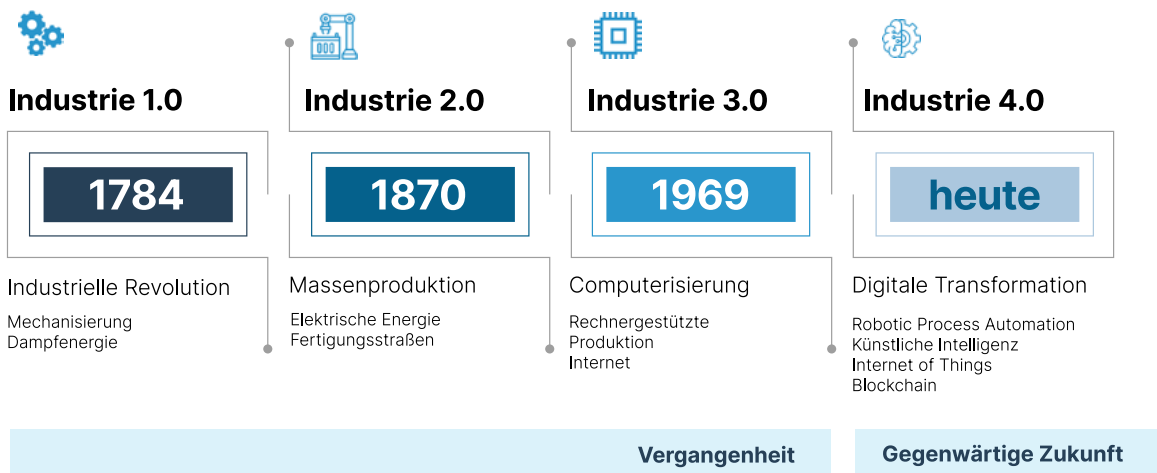 Industrie 1.0
1784
Industrielle Revolution
Mechanisierung
Dampfenergie
Industrie 2.0
1870
Massenproduktion
Elektrische Energie
Fertigungsstraßen
Industrie 3.0
1969
Computerisierung
Rechnergestützte
Produktion
Internet
Industrie 4.0
heute
Digitale Transformation
Robotic Process Automation
Künstliche Intelligenz
Internet of Things
Blockchain
Vergangenheit
Gegenwärtige Zukunft